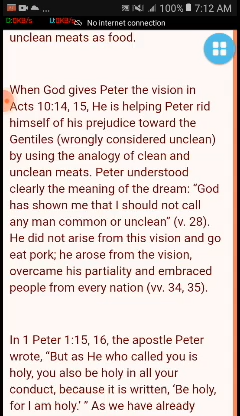 100% 7:12 AM
0:0KB/s U:0KB/s No internet connection
unclean meats as food.
When God gives Peter the vision in
Acts 10:14, 15, He is helping Peter rid
himself of his prejudice toward the
Gentiles (wrongly considered unclean)
by using the analogy of clean and
unclean meats. Peter understood
clearly the meaning of the dream: “God
has shown me that I should not call
any man common or unclean” (v. 28).
He did not arise from this vision and go
eat pork; he arose from the vision,
overcame his partiality and embraced
people from every nation (vv. 34, 35).
In 1 Peter 1:15, 16, the apostle Peter
wrote, “But as He who called you is
holy, you also be holy in all your
conduct, because it is written, ‘Be holy,
for I am holy.’ ” As we have already